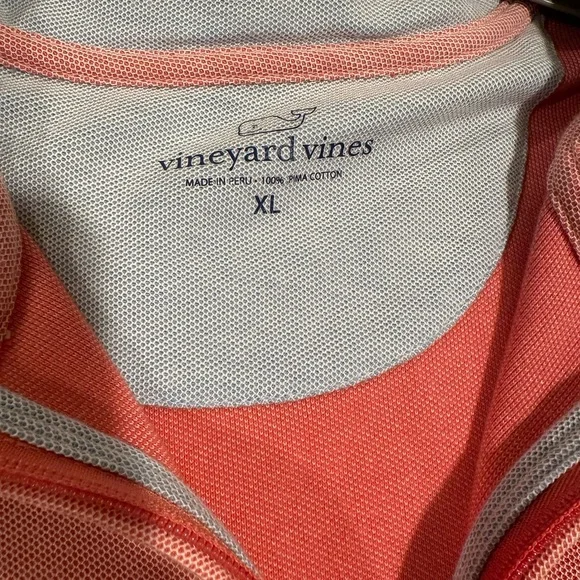 vineyard vines
MADE IN PERU - 100% PIMA COTTON
XL